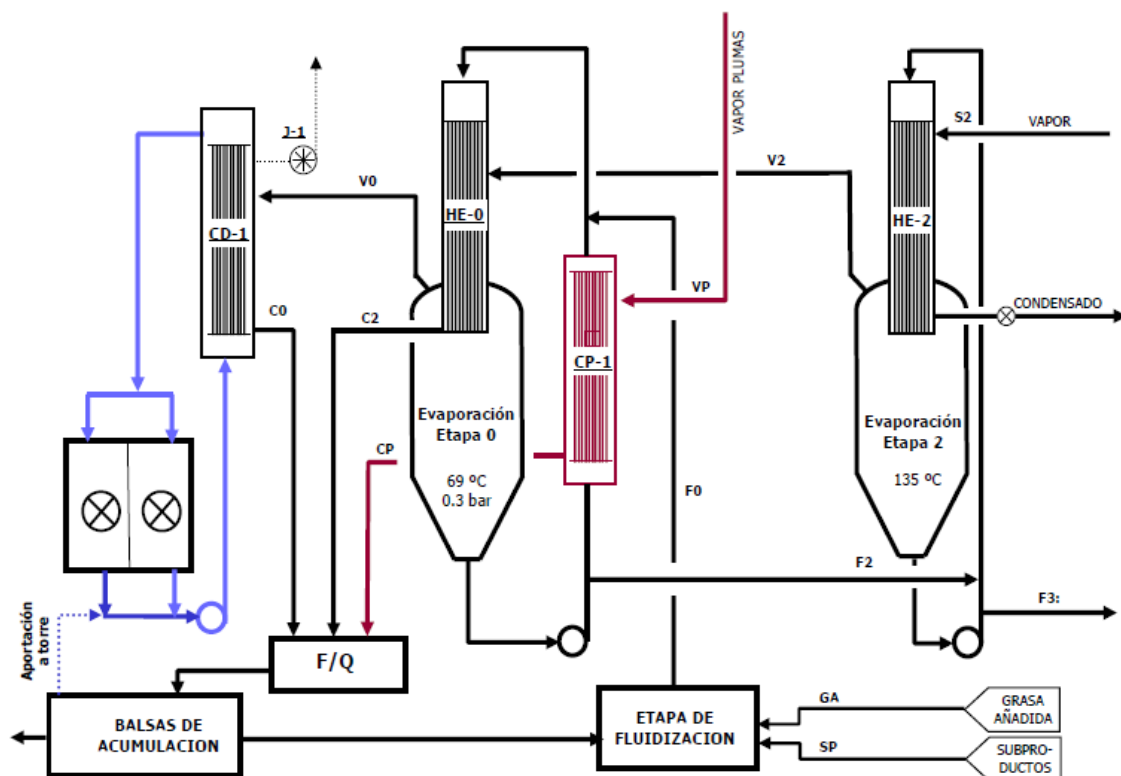 VAPOR PLUMAS
J-1
S2
VAPOR
V2
V0
HE-0
HE-2
CD-1
VP
CONDENSADO
C0
C2
CP-1
Evaporación
Etapa 0
Evaporación
Etapa 2
CP
69 ºC
0.3 bar
135 ºC
F0
F2
F3:
Aportación
a torre
F/Q
GA
GRASA
AÑADIDA
BALSAS DE
ACUMULACION
ETAPA DE
FLUIDIZACION
SP
SUBPRO-
DUCTOS